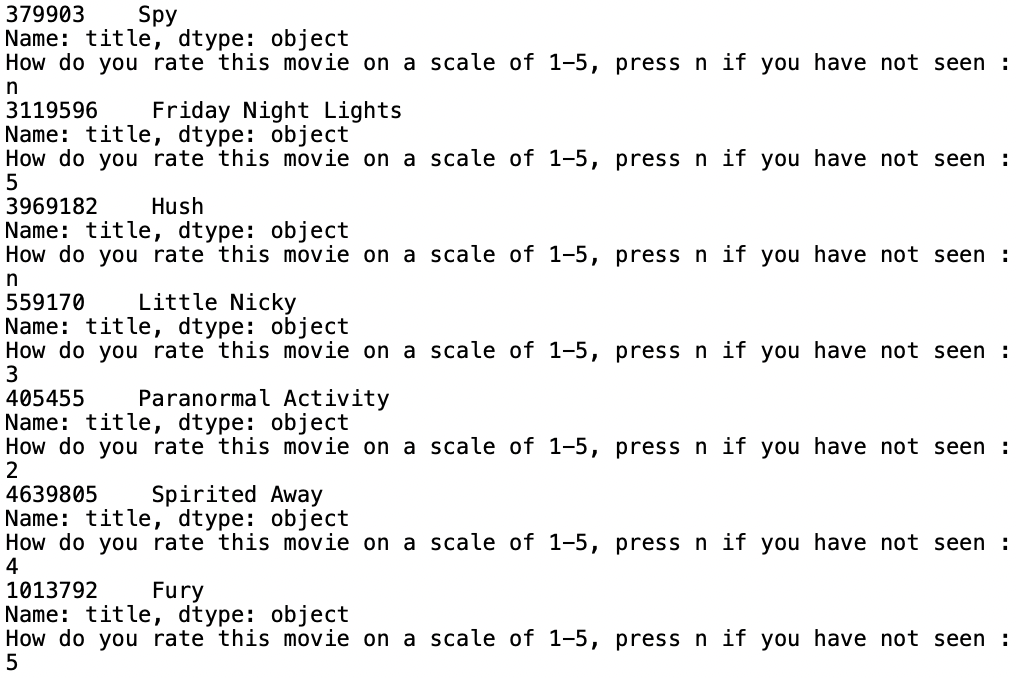 379903    Spy
Name: title, dtype: object
How do you rate this movie on a scale of 1-5, press n if you have not seen :
n
3119596    Friday Night Lights
Name: title, dtype: object
How do you rate this movie on a scale of 1-5, press n if you have not seen :
5
3969182    Hush
Name: title, dtype: object
How do you rate this movie on a scale of 1-5, press n if you have not seen :
n
559170    Little Nicky
Name: title, dtype: object
How do you rate this movie on a scale of 1-5, press n if you have not seen :
3
405455    Paranormal Activity
Name: title, dtype: object
How do you rate this movie on a scale of 1-5, press n if you have not seen :
2
4639805    Spirited Away
Name: title, dtype: object
How do you rate this movie on a scale of 1-5, press n if you have not seen :
4
1013792    Fury
Name: title, dtype: object
How do you rate this movie on a scale of 1-5, press n if you have not seen :
5